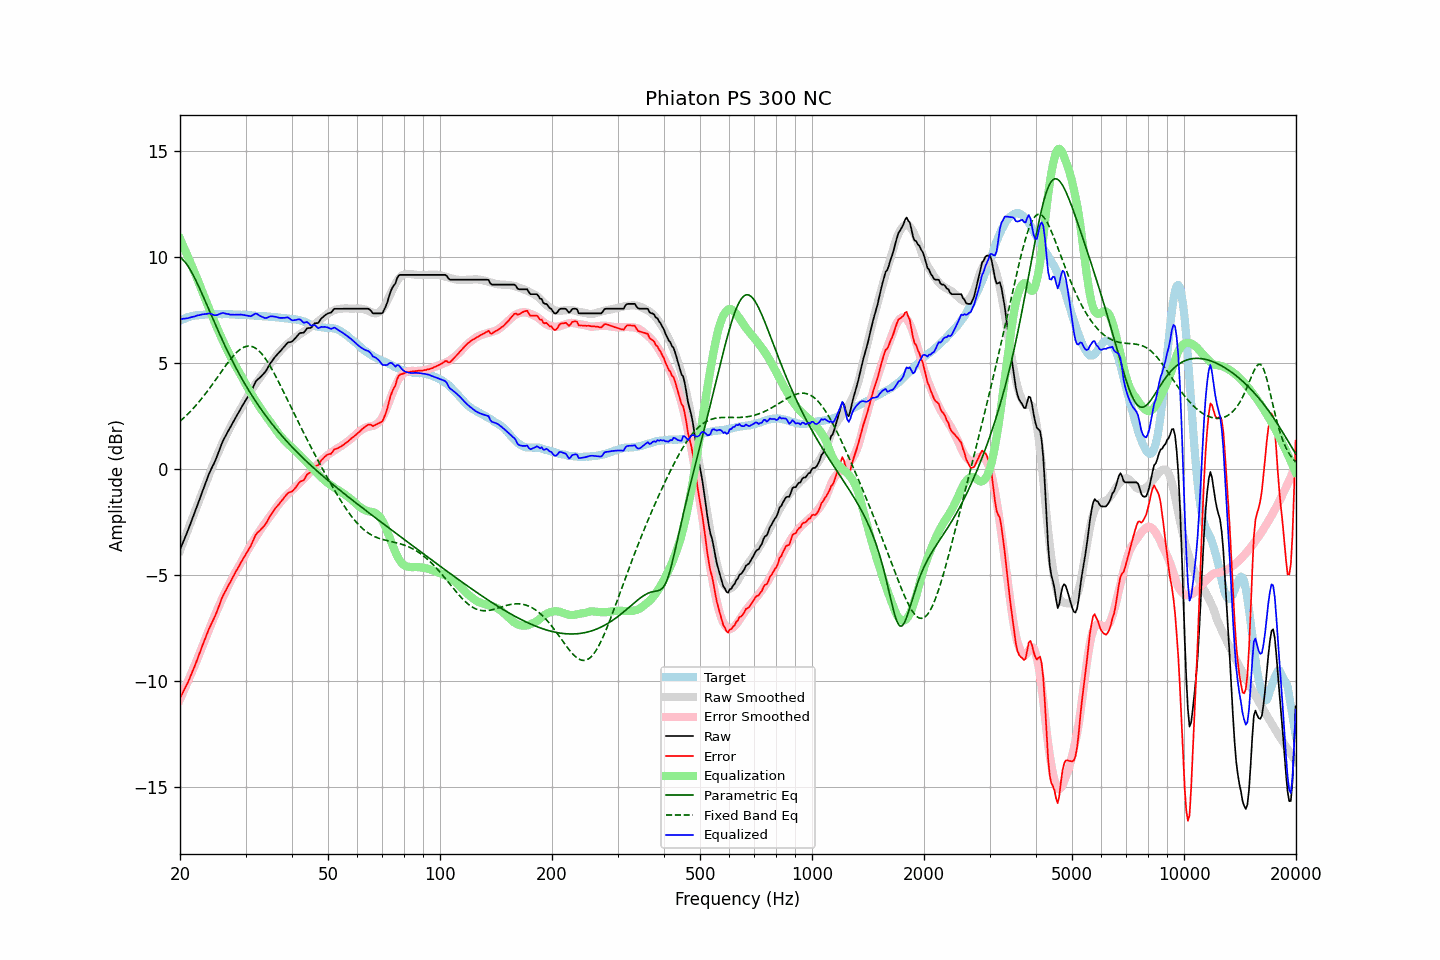 Phiaton PS 300 NC
Amplitude (dBr)
15
10
5
0
−5
−10
−15
Target
Raw Smoothed
Error Smoothed
Raw
Error
Equalization
Parametric Eq
Fixed Band Eq
Equalized
20 50 100 200 500 1000 2000 5000 10000 20000
Frequency (Hz)